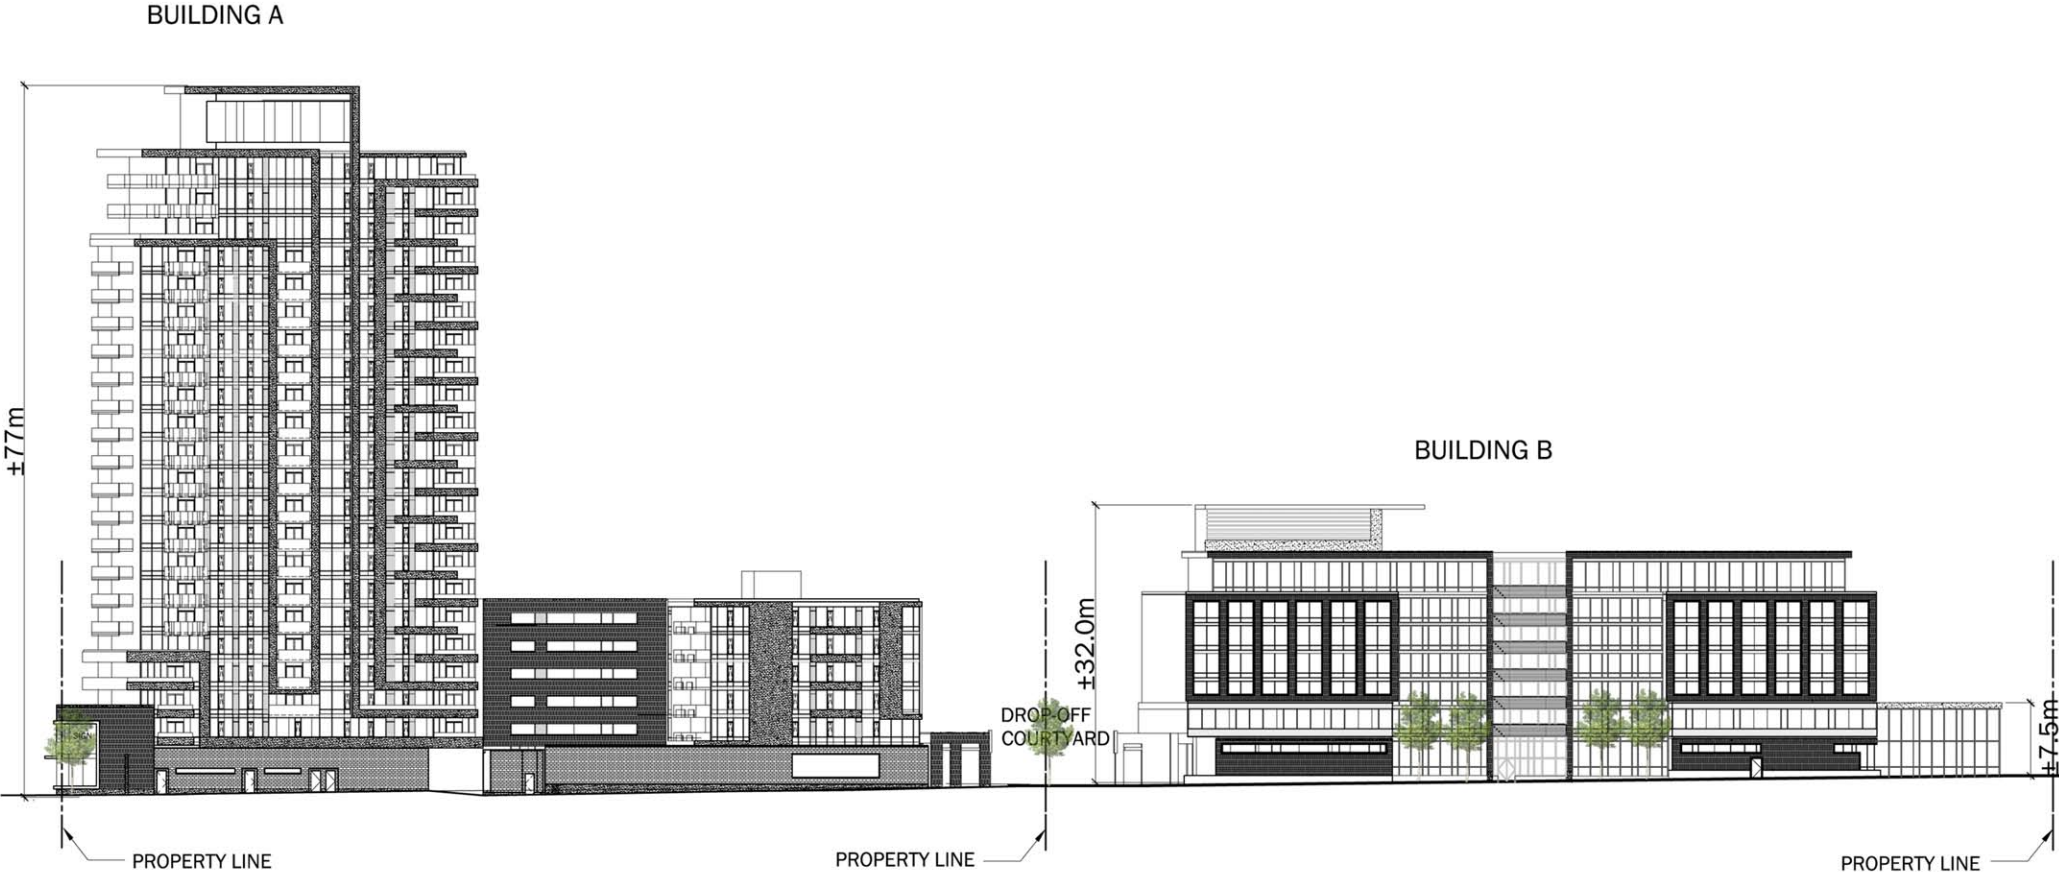 BUILDING A
±77m
BUILDING B
±32.0m
DROP-OFF
COURTYARD
±7.5m
PROPERTY LINE
PROPERTY LINE
PROPERTY LINE